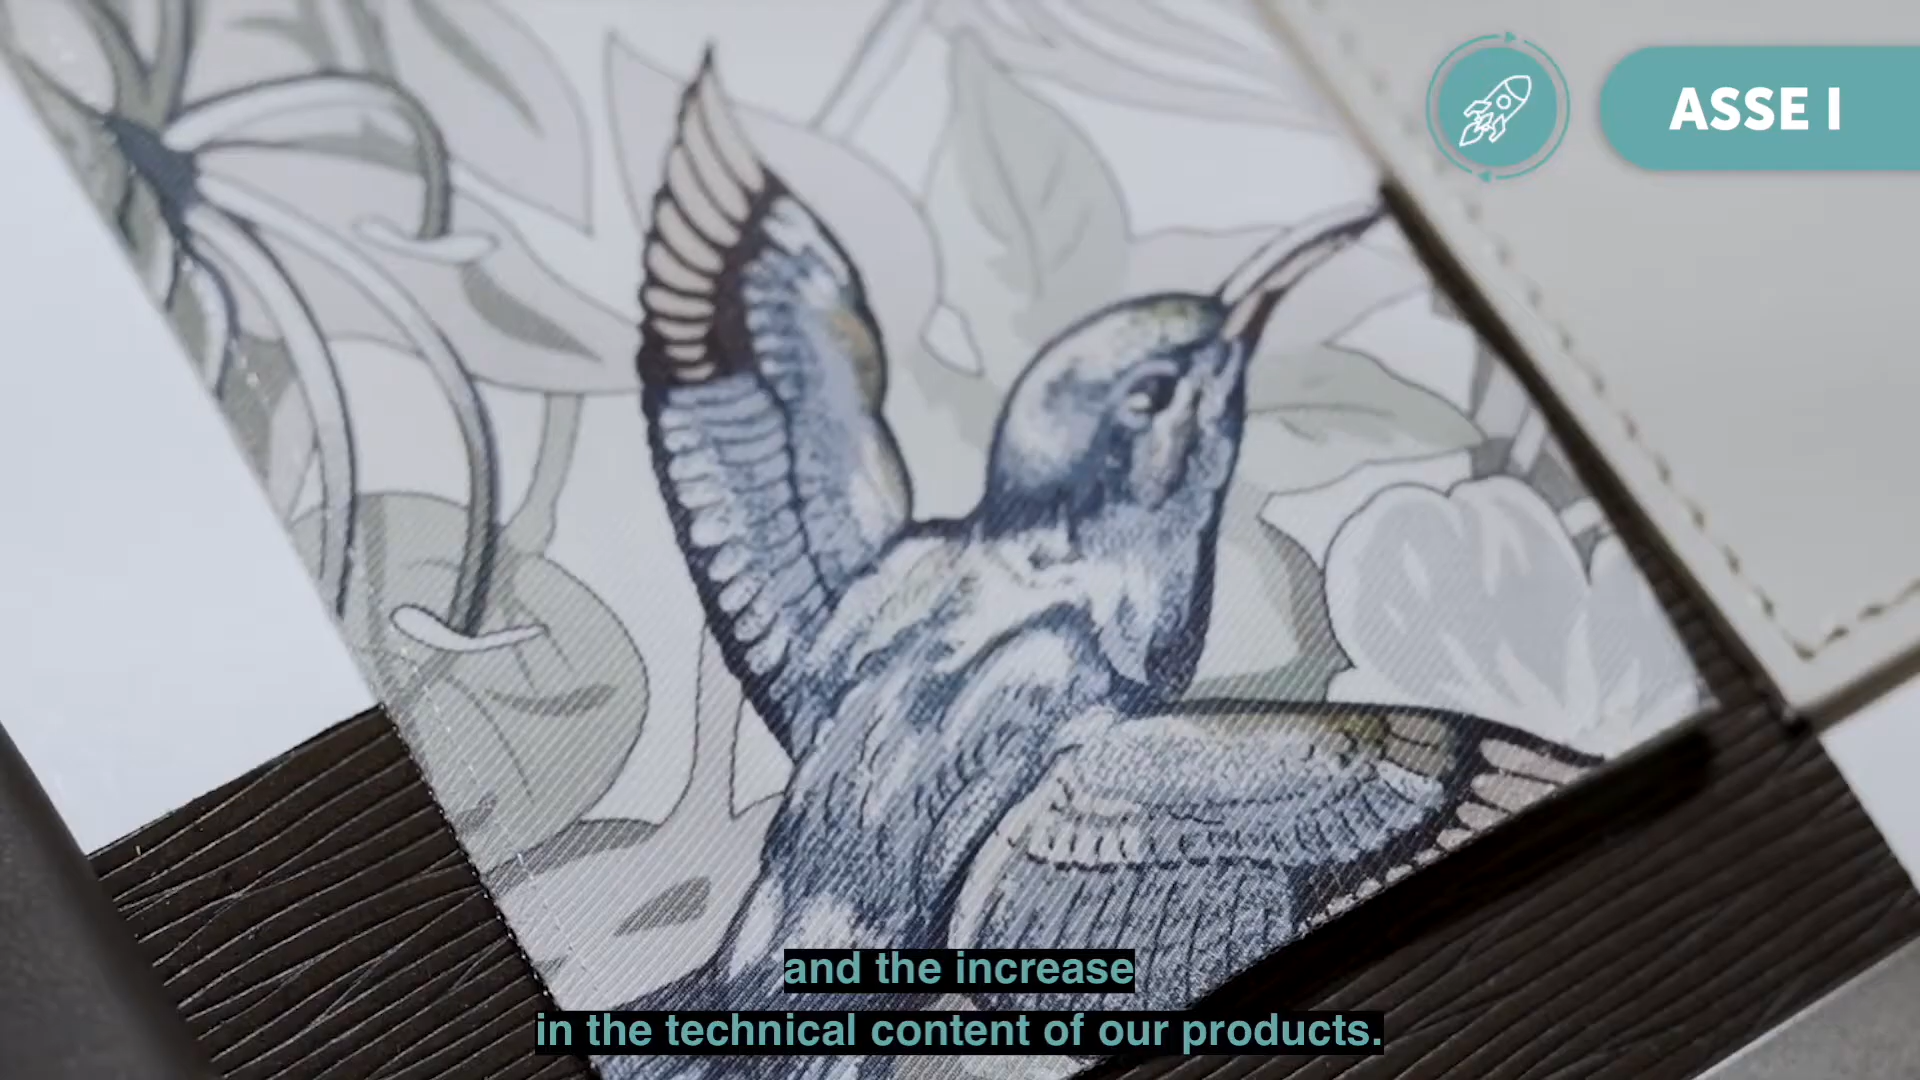 ASSE I
and the increase
in the technical content of our products.